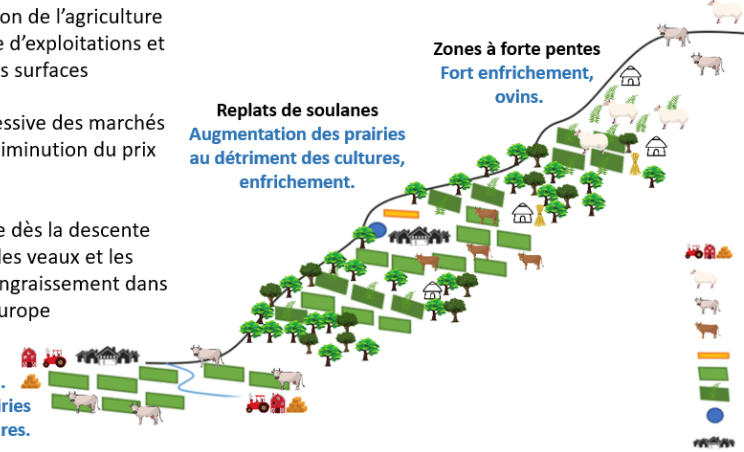 on de l’agriculture
e d’exploitations et
s surfaces
essive des marchés
iminution du prix
e dès la descente
des veaux et les
ngraissement dans
urope
.
iries
res.
Replats de soulanes
Augmentation des prairies
au détriment des cultures,
enfrichement.
Zones à forte pentes
Fort enfrichement,
ovins.